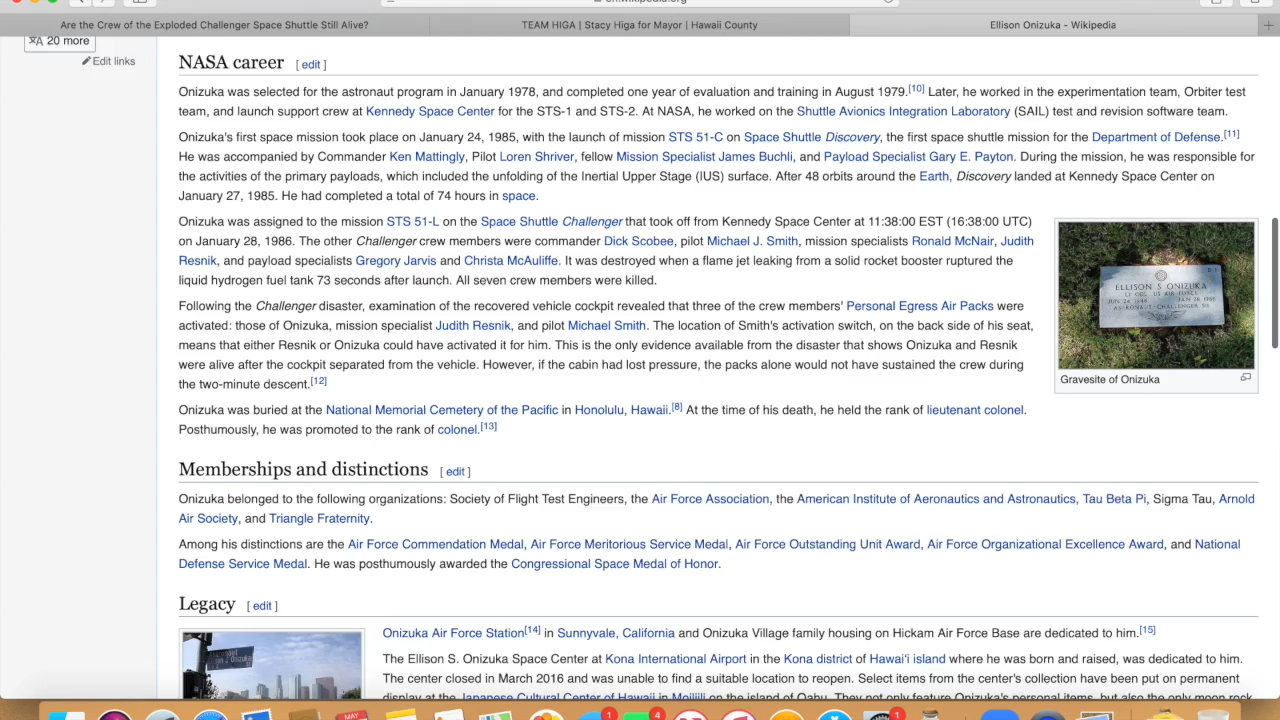 en.wikipedia.org
Are the Crew of the Exploded Challenger Space Shuttle Still Alive?
TEAM HIGA | Stacy Higa for Mayor | Hawaii County
Ellison Onizuka - Wikipedia
20 more
Edit links
NASA career [ edit ]
Onizuka was selected for the astronaut program in January 1978, and completed one year of evaluation and training in August 1979.[10] Later, he worked in the experimentation team, Orbiter test
team, and launch support crew at Kennedy Space Center for the STS-1 and STS-2. At NASA, he worked on the Shuttle Avionics Integration Laboratory (SAIL) test and revision software team.
Onizuka's first space mission took place on January 24, 1985, with the launch of mission STS 51-C on Space Shuttle Discovery, the first space shuttle mission for the Department of Defense.[11]
He was accompanied by Commander Ken Mattingly, Pilot Loren Shriver, fellow Mission Specialist James Buchli, and Payload Specialist Gary E. Payton. During the mission, he was responsible for
the activities of the primary payloads, which included the unfolding of the Inertial Upper Stage (IUS) surface. After 48 orbits around the Earth, Discovery landed at Kennedy Space Center on
January 27, 1985. He had completed a total of 74 hours in space.
Onizuka was assigned to the mission STS 51-L on the Space Shuttle Challenger that took off from Kennedy Space Center at 11:38:00 EST (16:38:00 UTC)
on January 28, 1986. The other Challenger crew members were commander Dick Scobee, pilot Michael J. Smith, mission specialists Ronald McNair, Judith
Resnik, and payload specialists Gregory Jarvis and Christa McAuliffe. It was destroyed when a flame jet leaking from a solid rocket booster ruptured the
liquid hydrogen fuel tank 73 seconds after launch. All seven crew members were killed.
Following the Challenger disaster, examination of the recovered vehicle cockpit revealed that three of the crew members' Personal Egress Air Packs were
activated: those of Onizuka, mission specialist Judith Resnik, and pilot Michael Smith. The location of Smith's activation switch, on the back side of his seat,
means that either Resnik or Onizuka could have activated it for him. This is the only evidence available from the disaster that shows Onizuka and Resnik
were alive after the cockpit separated from the vehicle. However, if the cabin had lost pressure, the packs alone would not have sustained the crew during
the two-minute descent.[12]
ELLISON S ONIZUKA
Gravesite of Onizuka
Onizuka was buried at the National Memorial Cemetery of the Pacific in Honolulu, Hawaii.[8] At the time of his death, he held the rank of lieutenant colonel.
Posthumously, he was promoted to the rank of colonel.[13]
Memberships and distinctions [ edit ]
Onizuka belonged to the following organizations: Society of Flight Test Engineers, the Air Force Association, the American Institute of Aeronautics and Astronautics, Tau Beta Pi, Sigma Tau, Arnold
Air Society, and Triangle Fraternity.
Among his distinctions are the Air Force Commendation Medal, Air Force Meritorious Service Medal, Air Force Outstanding Unit Award, Air Force Organizational Excellence Award, and National
Defense Service Medal. He was posthumously awarded the Congressional Space Medal of Honor.
Legacy [ edit ]
Onizuka Air Force Station[14] in Sunnyvale, California and Onizuka Village family housing on Hickam Air Force Base are dedicated to him.[15]
The Ellison S. Onizuka Space Center at Kona International Airport in the Kona district of Hawaiʻi island where he was born and raised, was dedicated to him.
The center closed in March 2016 and was unable to find a suitable location to reopen. Select items from the center's collection have been put on permanent
display at the Japanese Cultural Center of Hawaii in Moiliili on the island of Oahu. They not only feature Onizuka's personal items, but also the only moon rock
MAY
1
4
1